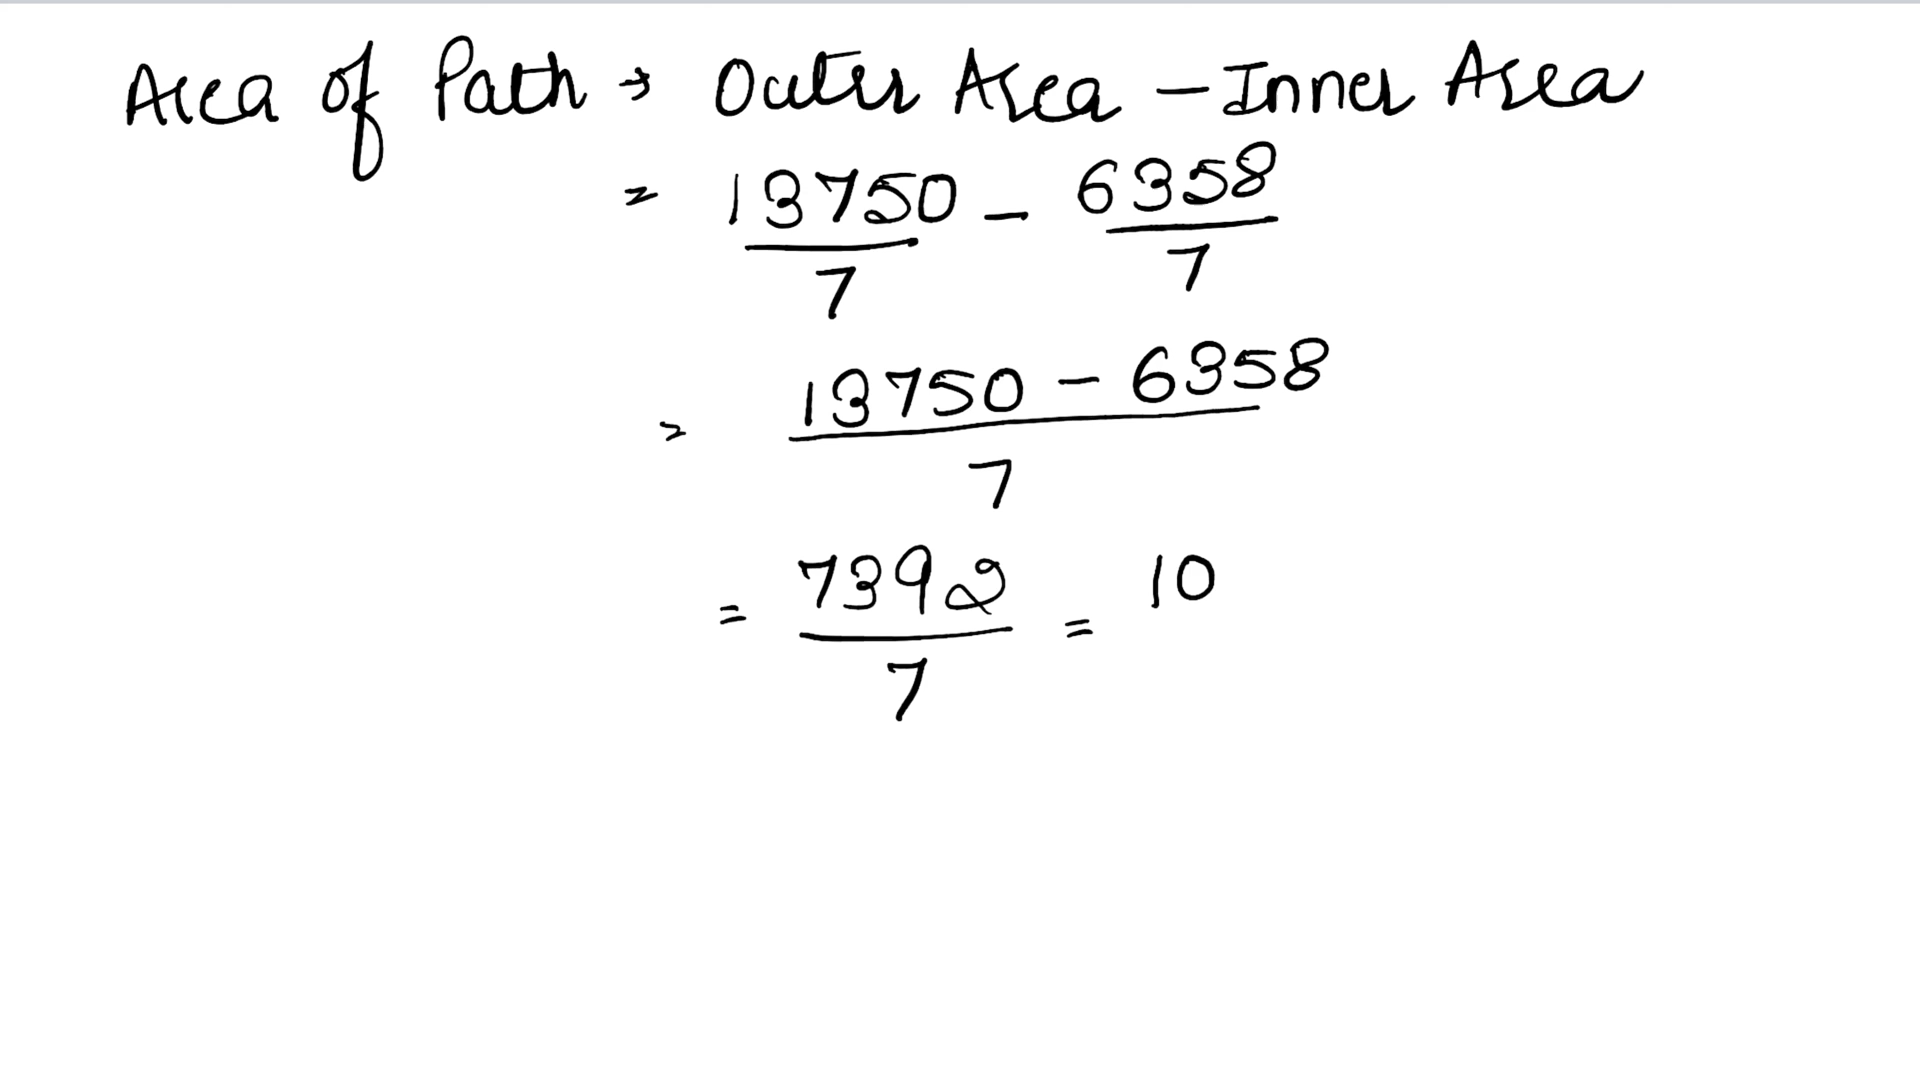 Area of Path → Outer Area - Inner Area
= 13750/7 - 6358/7
= 13750 - 6358/7
= 7392/7 = 10